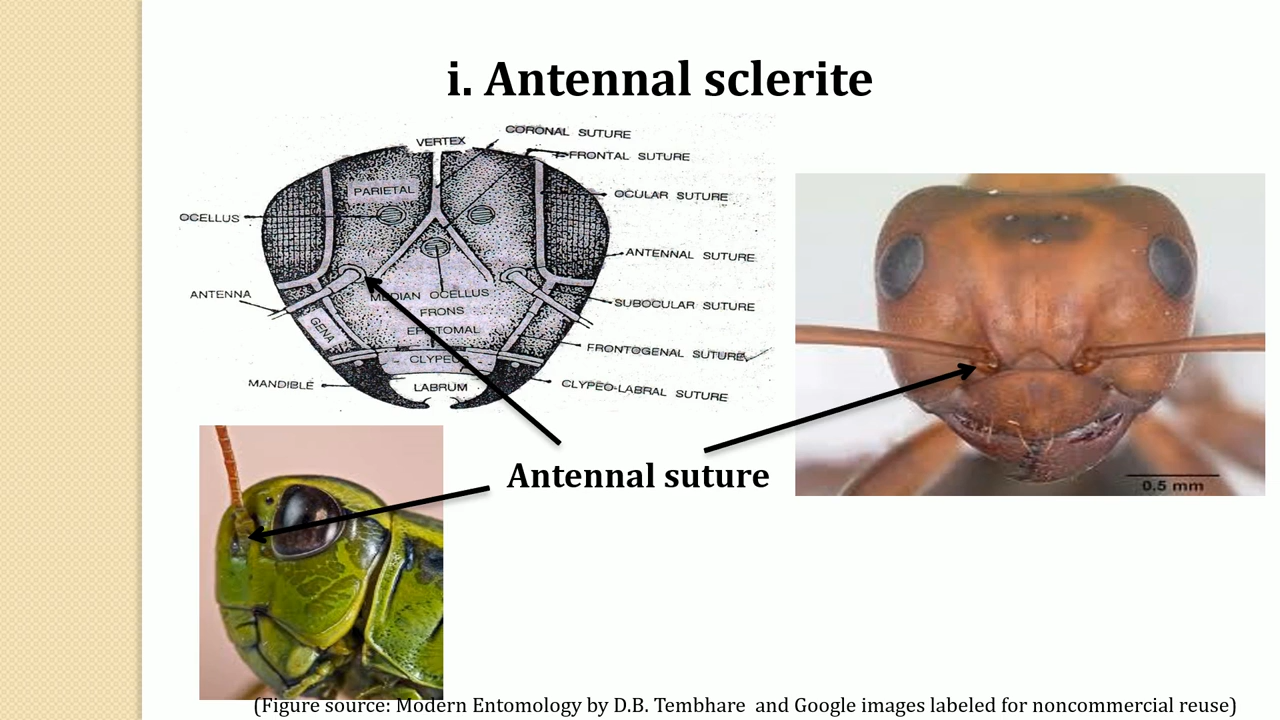 i. Antennal sclerite
VERTEX
CORONAL SUTURE
FRONTAL SUTURE
PARIETAL
OCULAR SUTURE
OCELLUS
ANTENNAL SUTURE
ANTENNA
MEDIAN OCELLUS
SUBOCULAR SUTURE
FRONS
GENA
EPISTOMAL
FRONTOGENAL SUTURE
CLYPEUS
MANDIBLE
LABRUM
CLYPEO-LABRAL SUTURE
Antennal suture
0.5 mm
(Figure source: Modern Entomology by D.B. Tembhare and Google images labeled for noncommercial reuse)